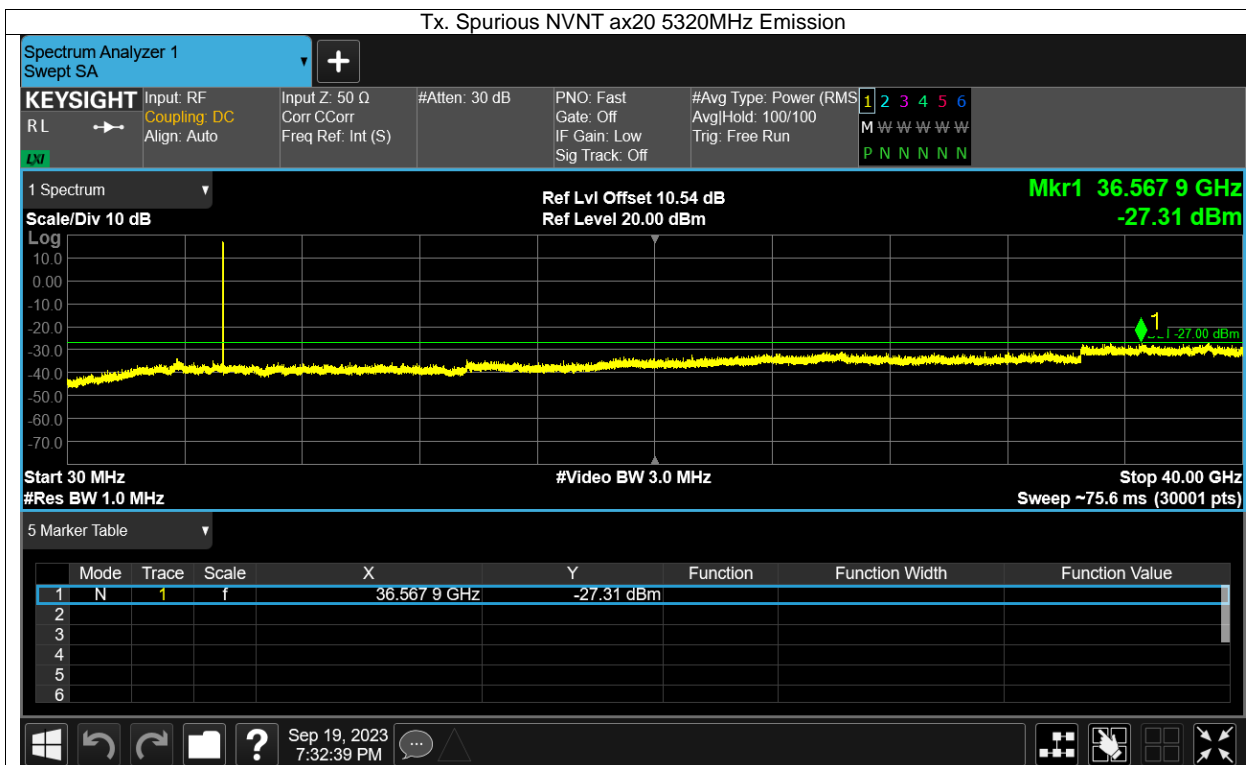 Tx. Spurious NVNT ax20 5320MHz Emission
Spectrum Analyzer 1
Swept SA
+
KEYSIGHT Input: RF Input Z: 50 Ω #Atten: 30 dB PNO: Fast #Avg Type: Power (RMS 1 2 3 4 5 6
RL Coupling: DC Corr CCorr Gate: Off Avg|Hold: 100/100 M W W W W W
Align: Auto Freq Ref: Int (S) IF Gain: Low Trig: Free Run
LXI Sig Track: Off P N N N N N
1 Spectrum Ref Lvl Offset 10.54 dB Mkr1 36.567 9 GHz
Scale/Div 10 dB Ref Level 20.00 dBm -27.31 dBm
Log
10.0
0.00
-10.0
-20.0
1
-27.00 dBm
-30.0
-40.0
-50.0
-60.0
-70.0
Start 30 MHz #Video BW 3.0 MHz Stop 40.00 GHz
#Res BW 1.0 MHz Sweep ~75.6 ms (30001 pts)
5 Marker Table
Mode Trace Scale X Y Function Function Width Function Value
1 N 1 f 36.567 9 GHz -27.31 dBm
2
3
4
5
6
? Sep 19, 2023
7:32:39 PM